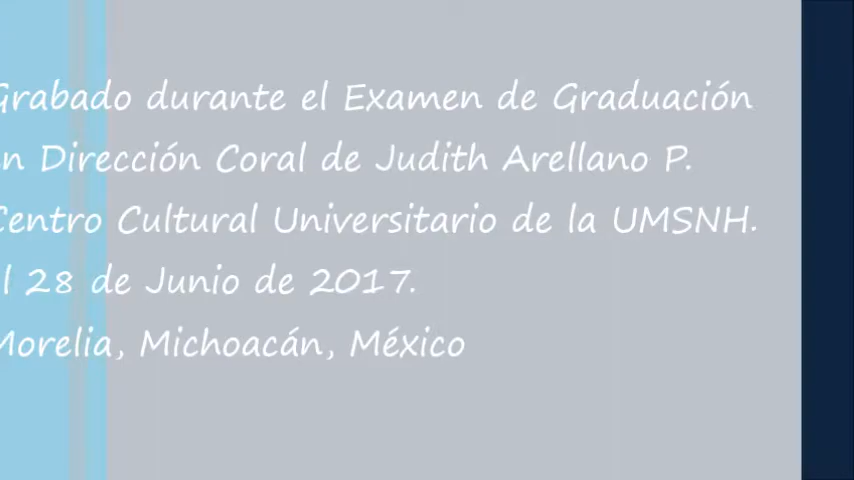 Grabado durante el Examen de Graduación
n Dirección Coral de Judith Arellano P.
Centro Cultural Universitario de la UMSNH.
l 28 de Junio de 2017.
Morelia, Michoacán, México